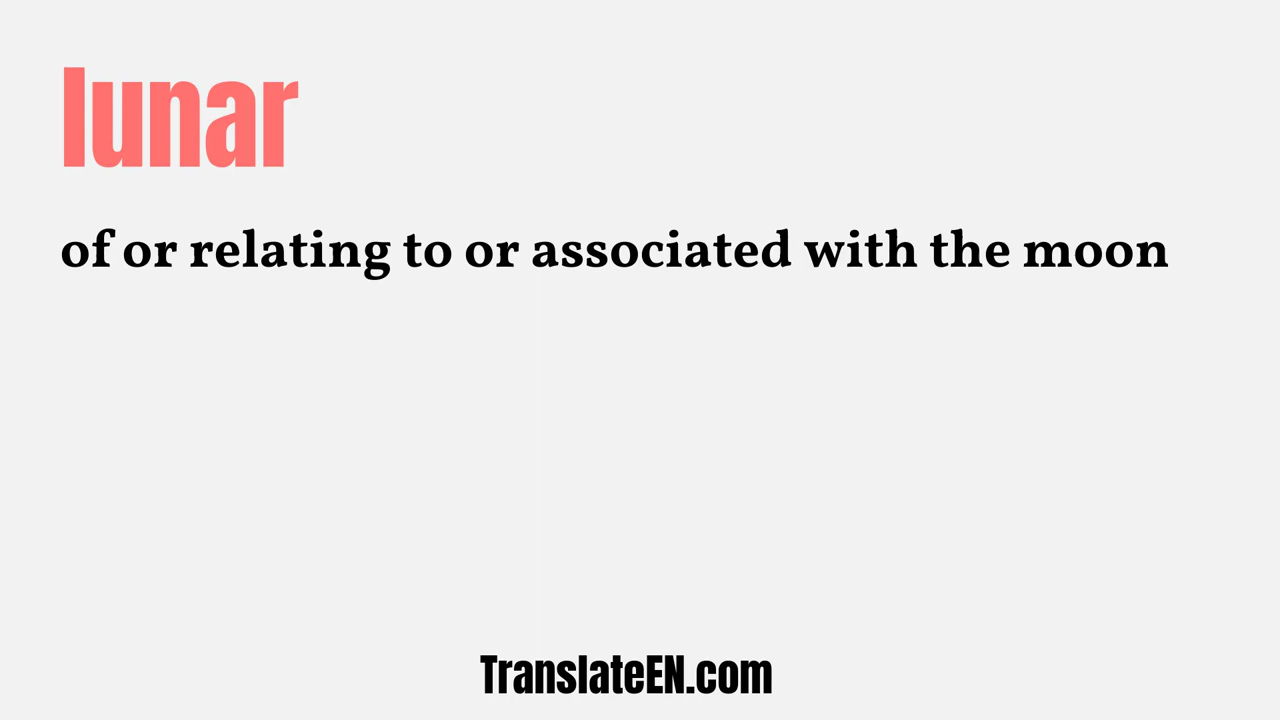 lunar
of or relating to or associated with the moon
TranslateEN.com